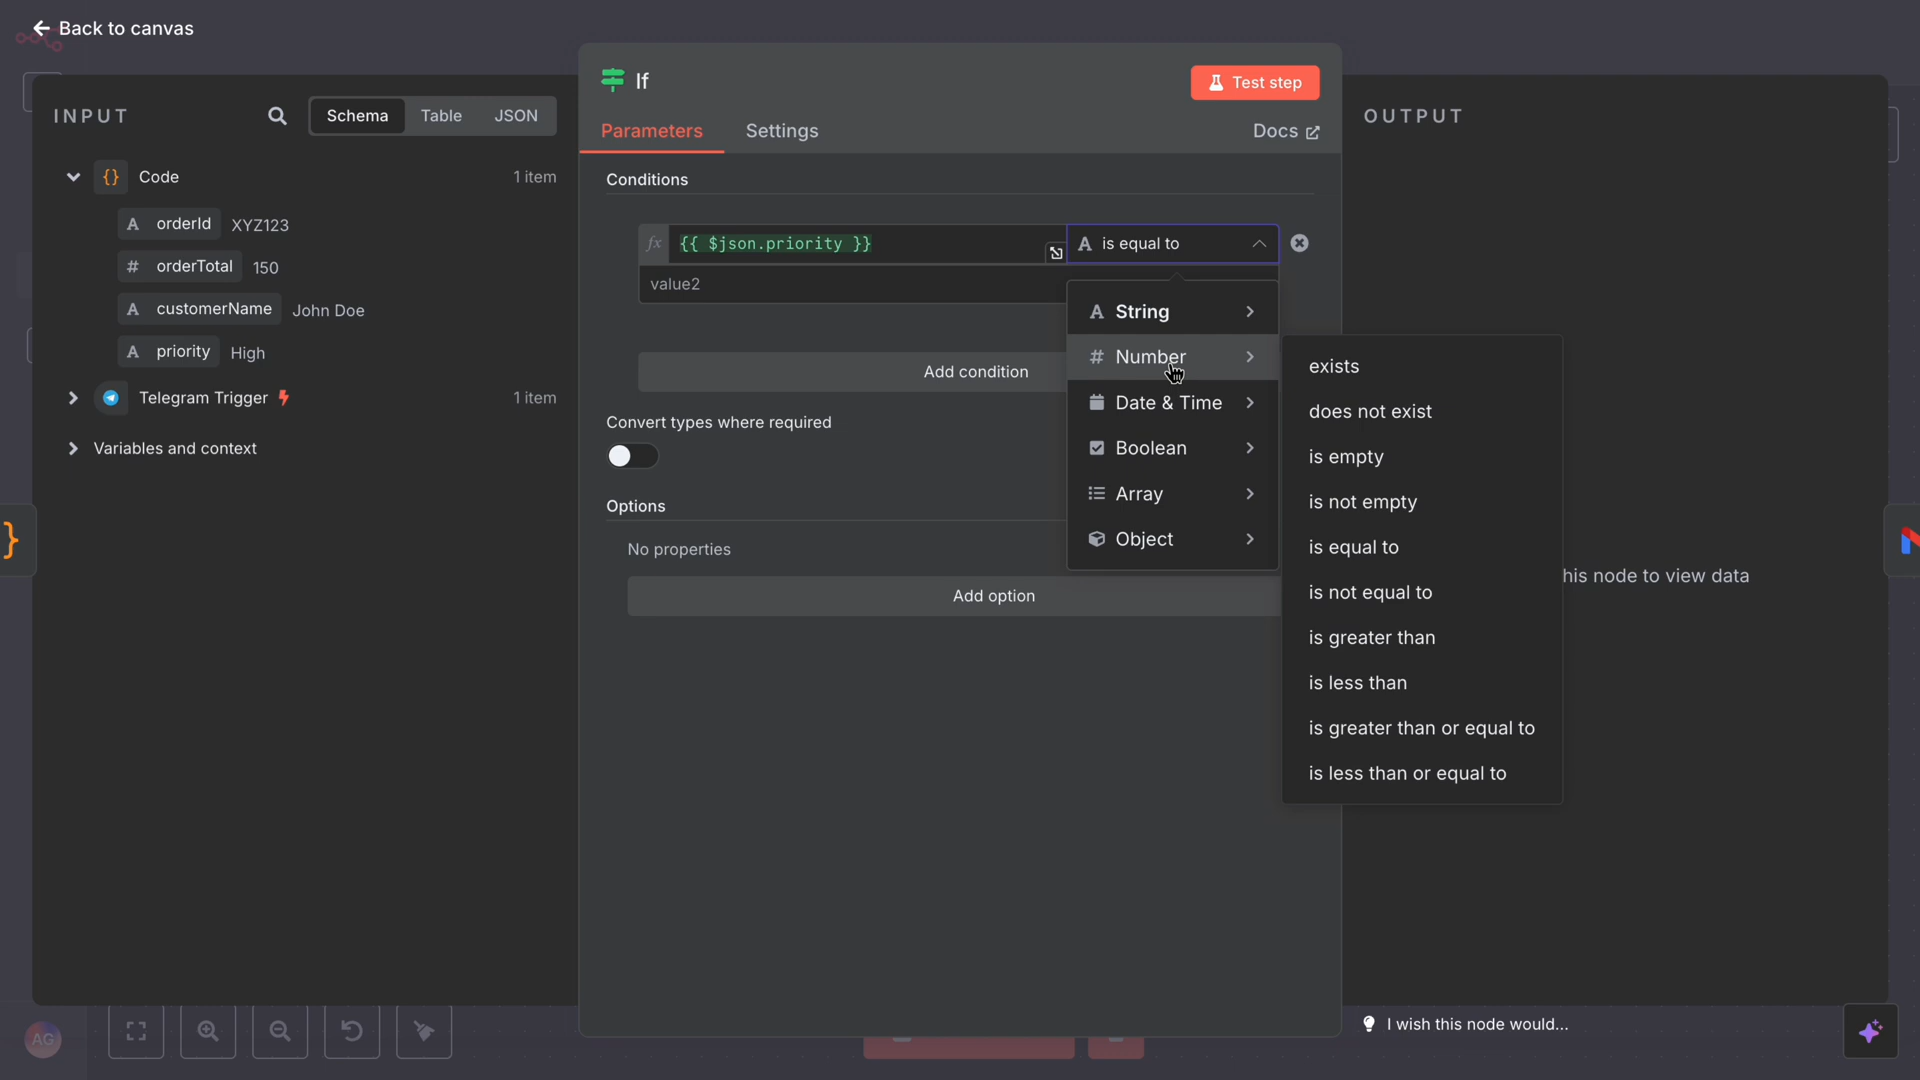 Back to canvas
INPUT
Schema
Table
JSON
Code
1 item
A orderId XYZ123
# orderTotal 150
A customerName John Doe
A priority High
Telegram Trigger
1 item
Variables and context
If
Test step
Parameters
Settings
Docs
Conditions
fx {{ $json.priority }}
A is equal to
value2
Add condition
Convert types where required
Options
No properties
Add option
A String
# Number
Date & Time
Boolean
Array
Object
exists
does not exist
is empty
is not empty
is equal to
is not equal to
is greater than
is less than
is greater than or equal to
is less than or equal to
OUTPUT
his node to view data
I wish this node would...
AG